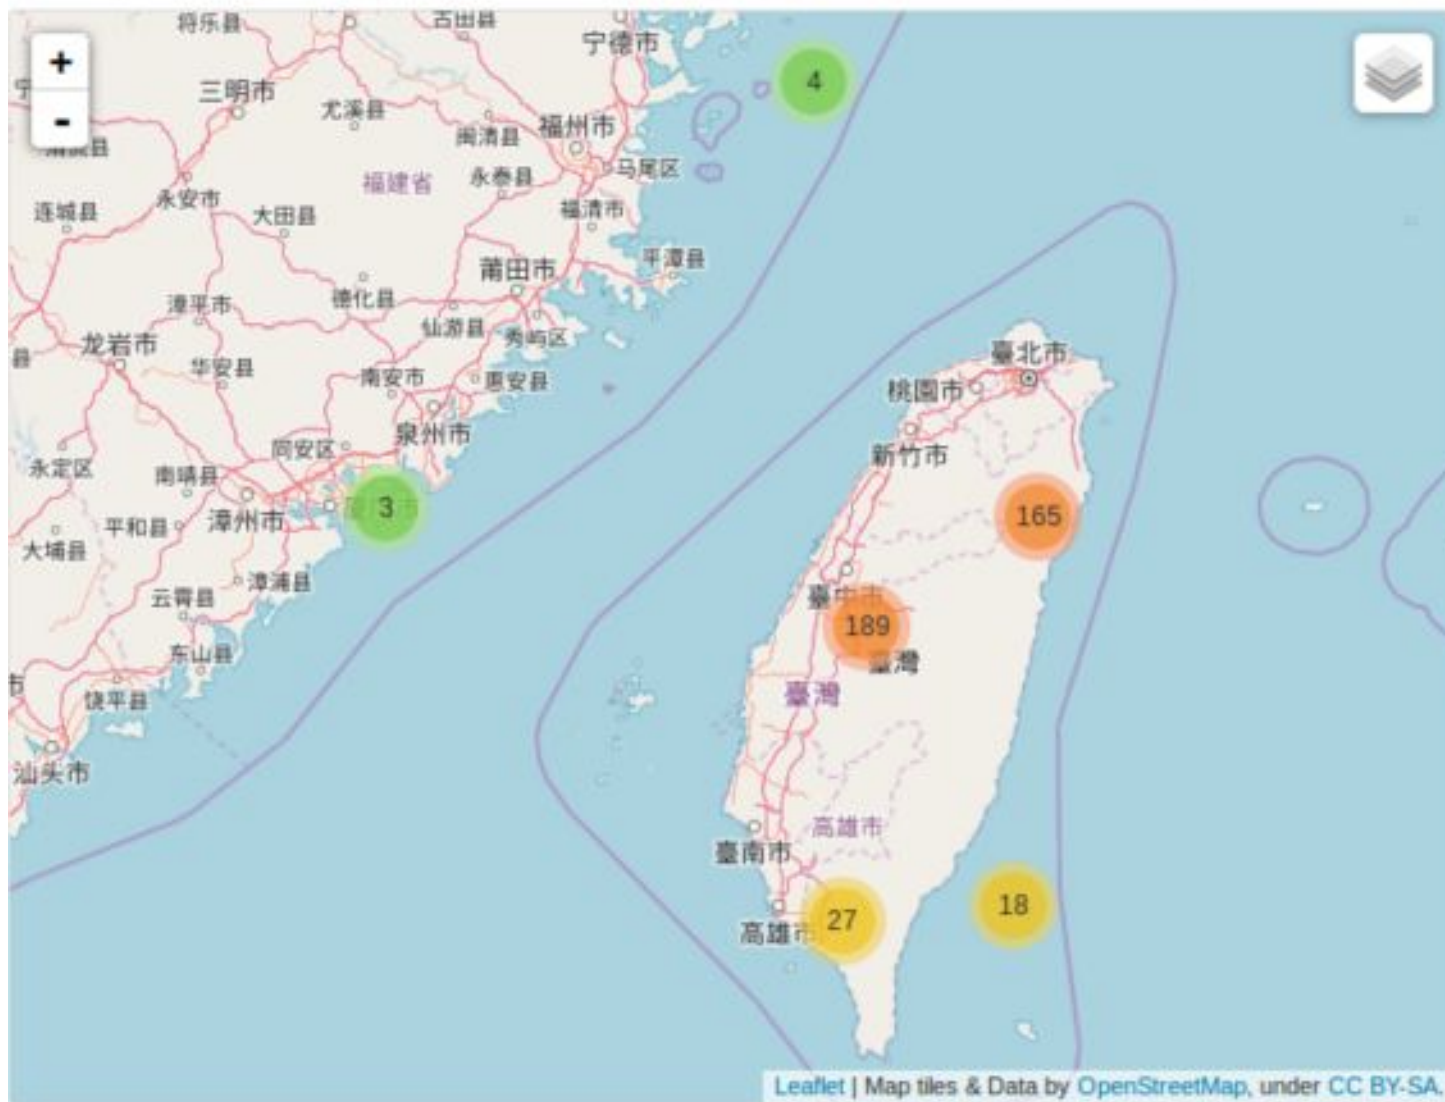 将乐县
古田县
宁德市
+
4
宁
三明市
尤溪县
福州市
闽清县
-
马尾区
福建省
永泰县
永安市
连城县
大田县
福清市
平潭县
莆田市
德化县
漳平市
仙游县
秀屿区
龙岩市
臺北市
县
华安县
南安市
惠安县
桃園市
泉州市
同安区
新竹市
永定区
南靖县
3
165
漳州市
平和县
大埔县
漳浦县
云霄县
臺中市
189
东山县
臺灣
市
臺灣
饶平县
汕头市
高雄市
臺南市
18
27
高雄市
Leaflet | Map tiles & Data by OpenStreetMap, under CC BY-SA.